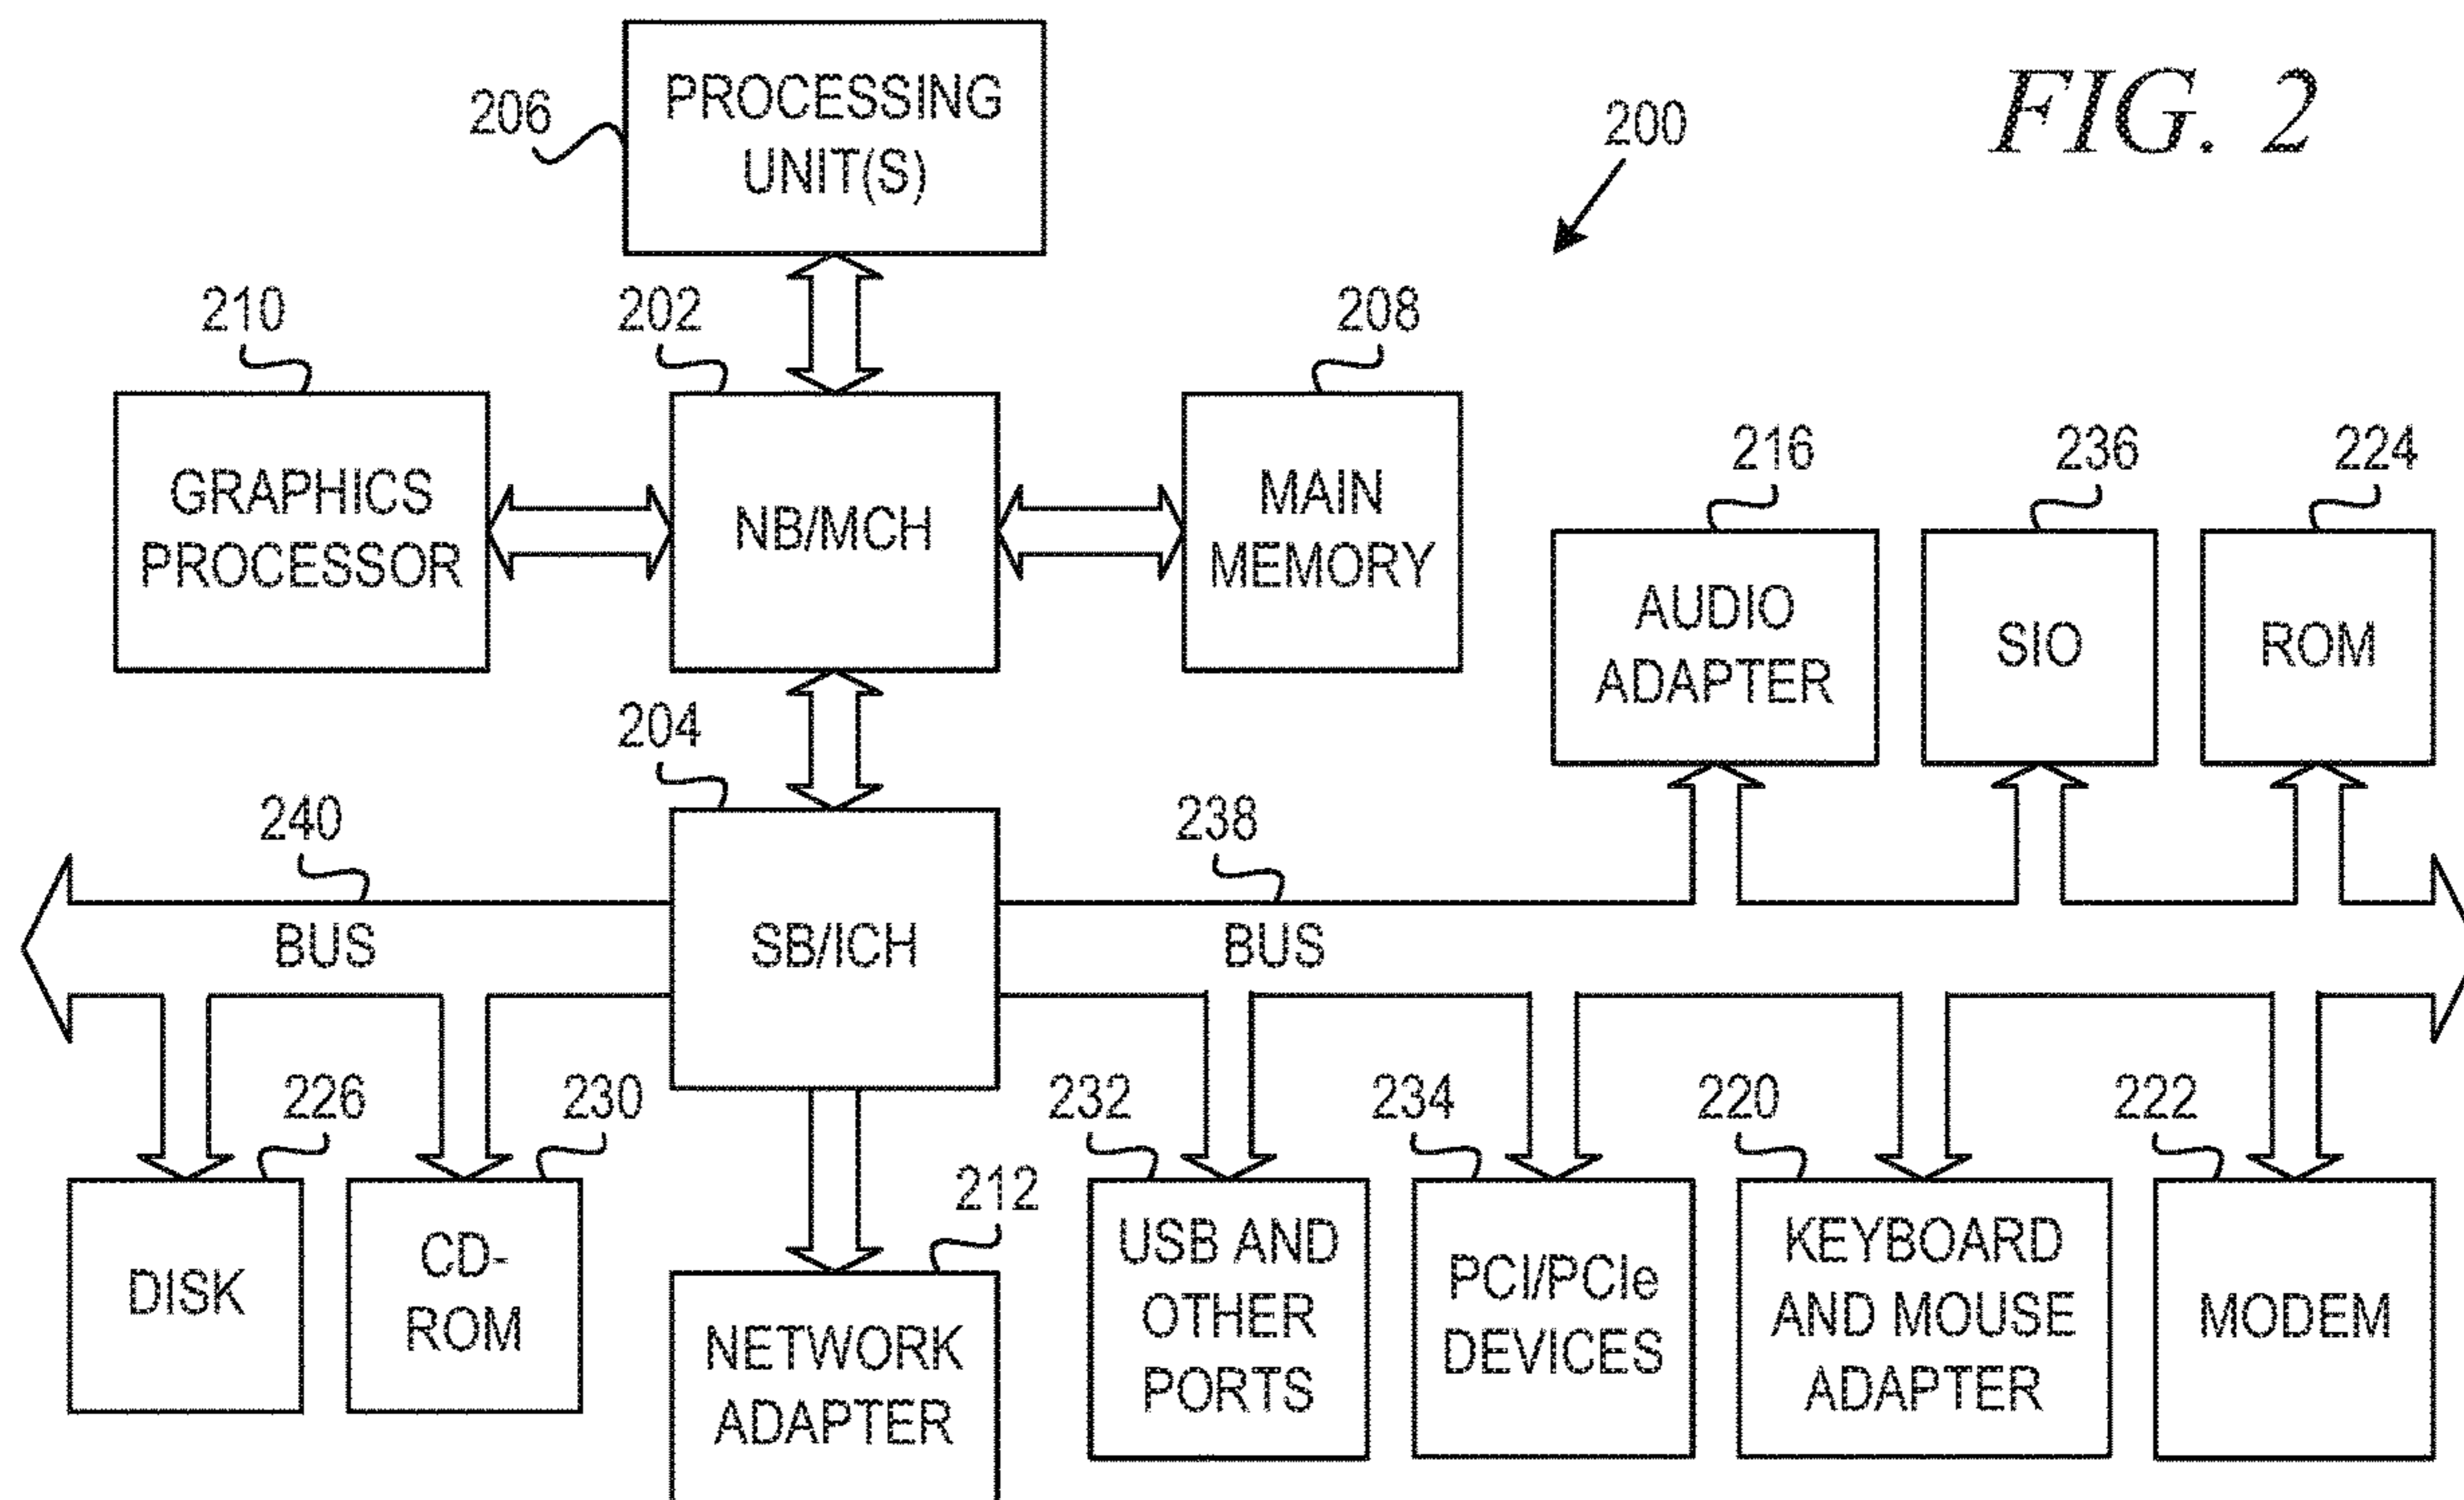 FIG. 2
200
206
PROCESSING
UNIT(S)
210
202
208
GRAPHICS
PROCESSOR
NB/MCH
MAIN
MEMORY
216
236
224
AUDIO
ADAPTER
SIO
ROM
204
240
238
BUS
SB/ICH
BUS
226
230
232
234
220
222
212
DISK
CD-
ROM
NETWORK
ADAPTER
USB AND
OTHER
PORTS
PCI/PCIe
DEVICES
KEYBOARD
AND MOUSE
ADAPTER
MODEM